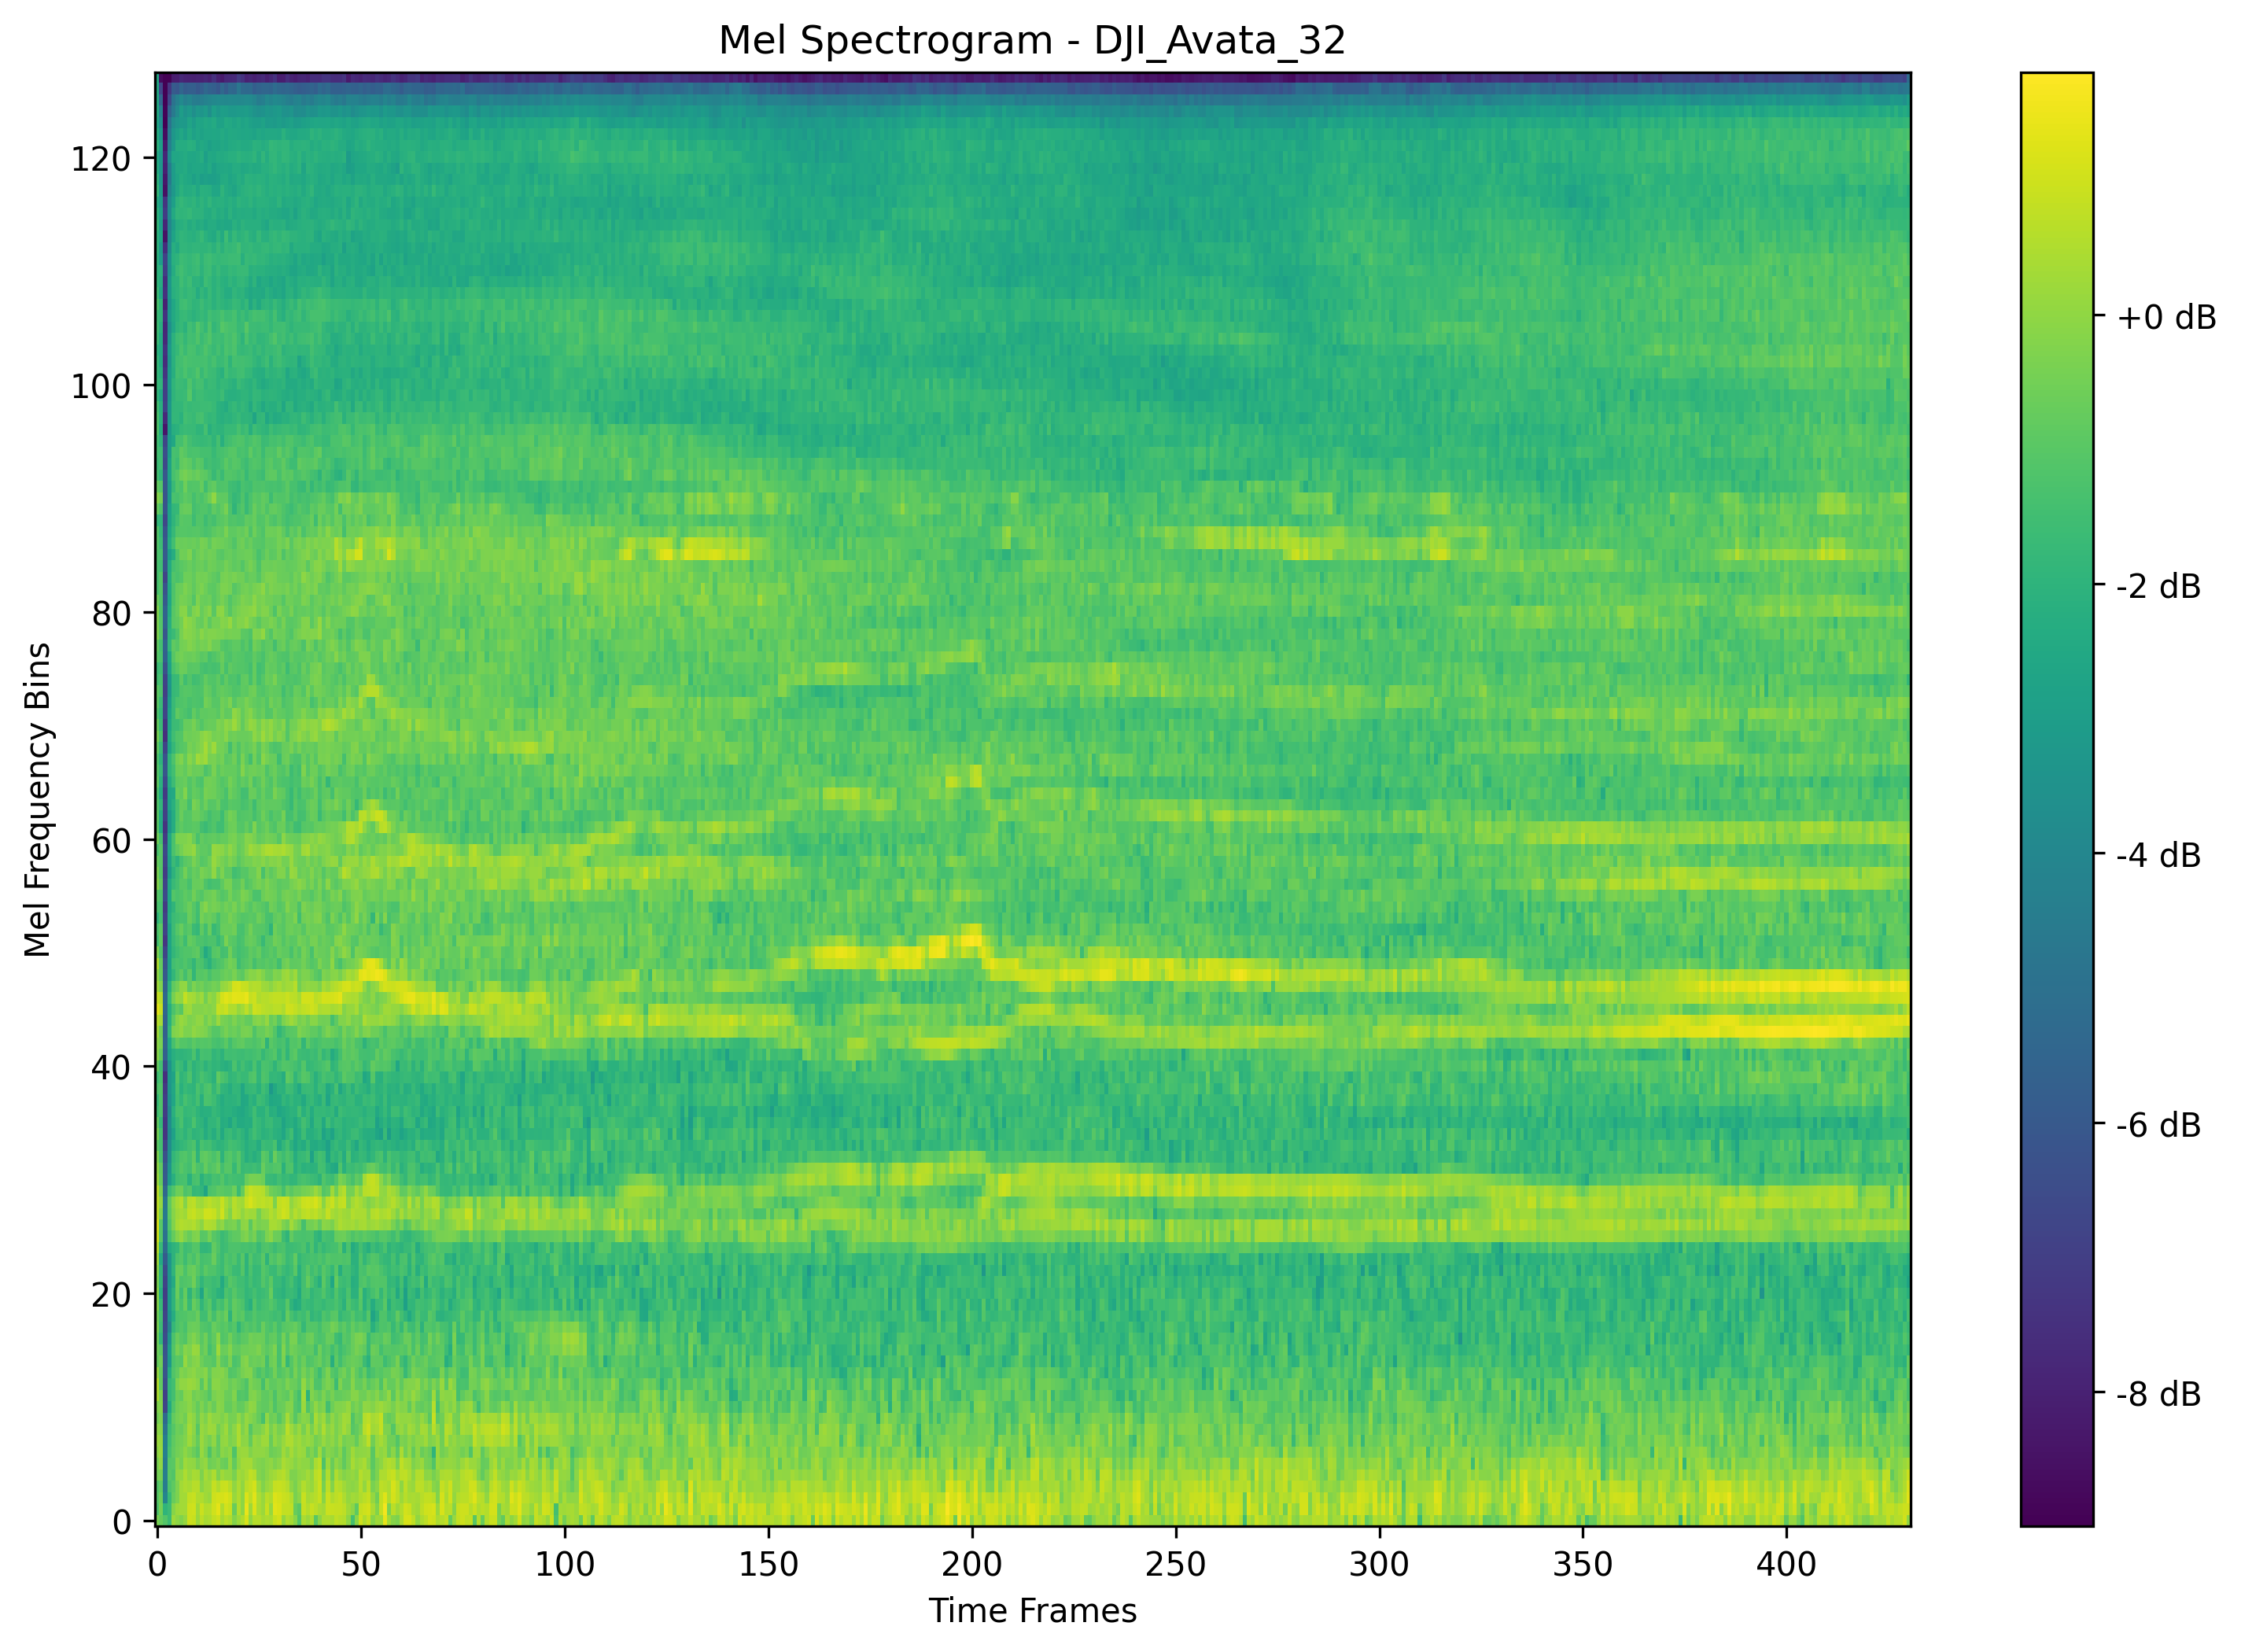 Mel Spectrogram - DJI_Avata_32
Mel Frequency Bins
120
100
80
60
40
20
0
0 50 100 150 200 250 300 350 400
Time Frames
+0 dB
-2 dB
-4 dB
-6 dB
-8 dB